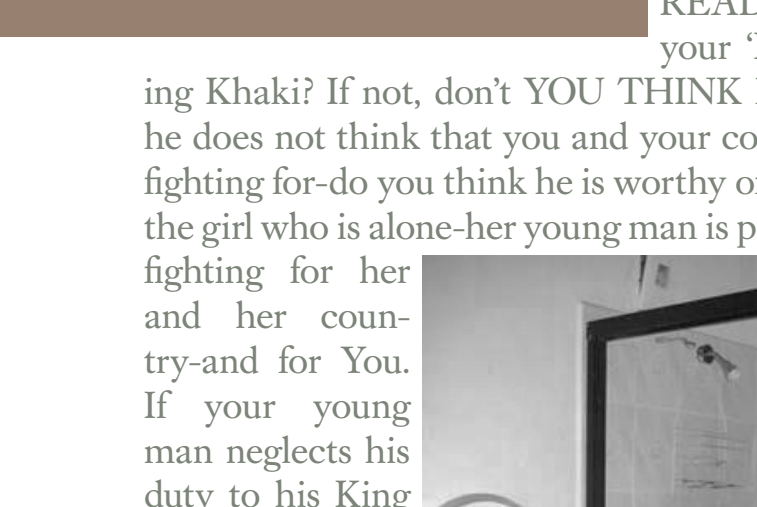 READ
your
ing Khaki? If not, don’t YOU THINK
he does not think that you and your co
fighting for-do you think he is worthy
the girl who is alone-her young man is p
fighting for her
and her coun-
try-and for You.
If your young
man neglects his
duty to his King